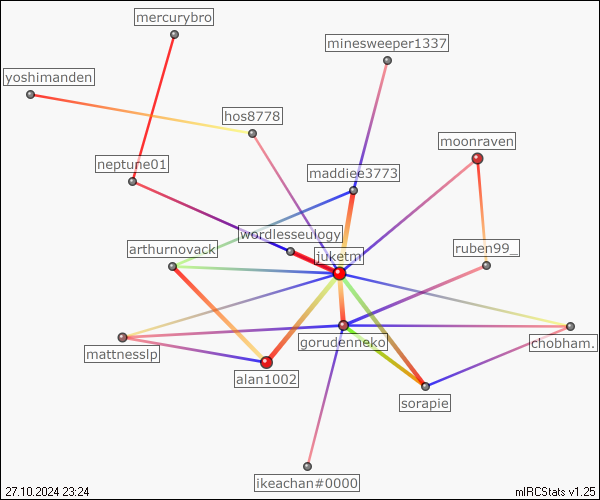 mercurybro
minesweeper1337
yoshimanden
hos8778
moonraven
neptune01
maddiee3773
wordlesseulogy
arthurnovack
juketm
ruben99_
gorudenneko
chobham.
mattnesslp
alan1002
sorapie
ikeachan#0000
27.10.2024 23:24
mIRCStats v1.25